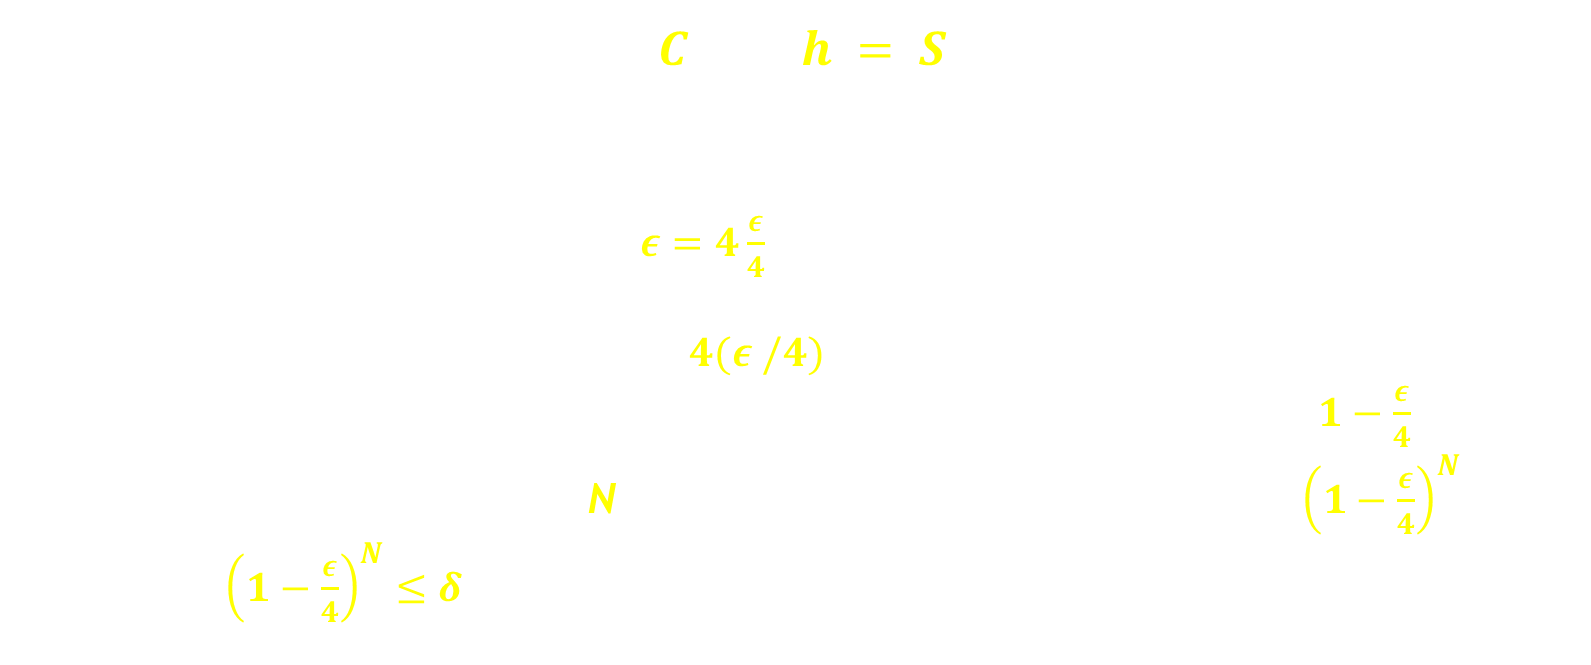 C h = S
ϵ = 4 ϵ/4
4(ϵ /4)
1 − ϵ/4
N (1 − ϵ/4)^N
(1 − ϵ/4)^N ≤ δ